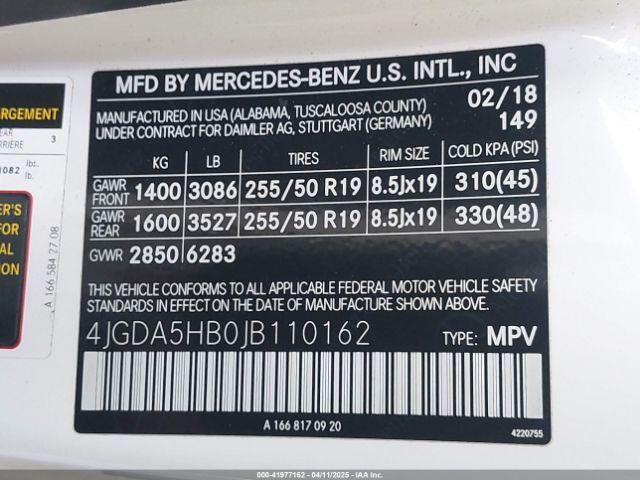 MFD BY MERCEDES-BENZ U.S. INTL., INC
MANUFACTURED IN USA (ALABAMA, TUSCALOOSA COUNTY)
UNDER CONTRACT FOR DAIMLER AG, STUTTGART (GERMANY)
02/18
149
KG LB TIRES RIM SIZE COLD KPA (PSI)
GAWR FRONT 1400 3086 255/50 R19 8.5Jx19 310(45)
GAWR REAR 1600 3527 255/50 R19 8.5Jx19 330(48)
GVWR 2850 6283
THIS VEHICLE CONFORMS TO ALL APPLICABLE FEDERAL MOTOR VEHICLE SAFETY
STANDARDS IN EFFECT ON THE DATE OF MANUFACTURE SHOWN ABOVE.
4JGDA5HB0JB110162 TYPE: MPV
A 166 817 09 20
4220755
3
lbs.
lb.
FOR
A 166 584 27 08
000-41977162 - 04/11/2025 - IAA, Inc.